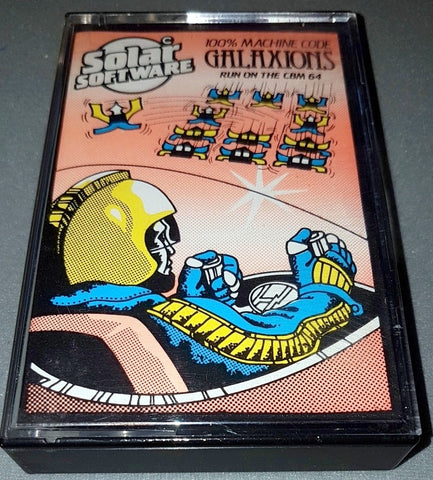 Solar
SOFTWARE
C
100% MACHINE CODE
GALAXIONS
RUN ON THE CBM 64